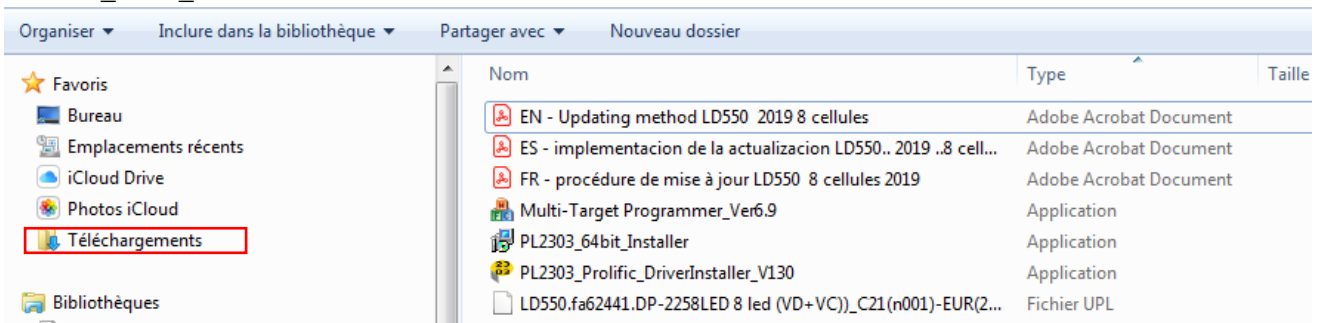 Organiser Inclure dans la bibliothèque Partager avec Nouveau dossier
Favoris
Bureau
Emplacements récents
iCloud Drive
Photos iCloud
Téléchargements
Bibliothèques
Nom Type Taille
EN - Updating method LD550 2019 8 cellules Adobe Acrobat Document
ES - implementacion de la actualizacion LD550.. 2019 ..8 cell... Adobe Acrobat Document
FR - procédure de mise à jour LD550 8 cellules 2019 Adobe Acrobat Document
Multi-Target Programmer_Ver6.9 Application
PL2303_64bit_Installer Application
PL2303_Prolific_DriverInstaller_V130 Application
LD550.fa62441.DP-2258LED 8 led (VD+VC))_C21(n001)-EUR(2... Fichier UPL